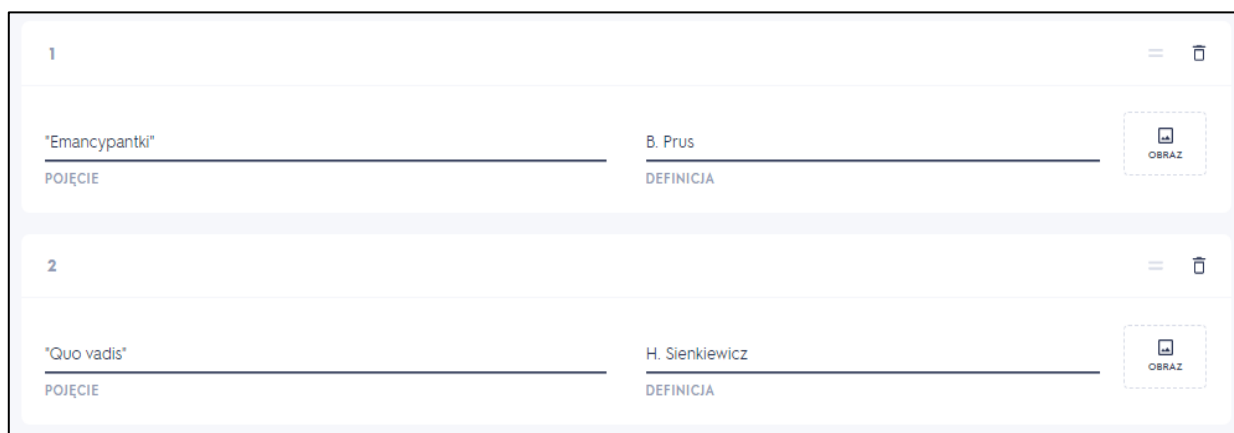 1
"Emancypantki"
B. Prus
OBRAZ
POJĘCIE
DEFINICJA
2
"Quo vadis"
H. Sienkiewicz
OBRAZ
POJĘCIE
DEFINICJA